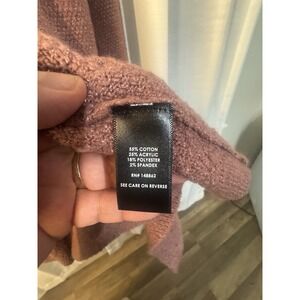 55% COTTON
25% ACRYLIC
18% POLYESTER
2% SPANDEX
RN# 148862
SEE CARE ON REVERSE